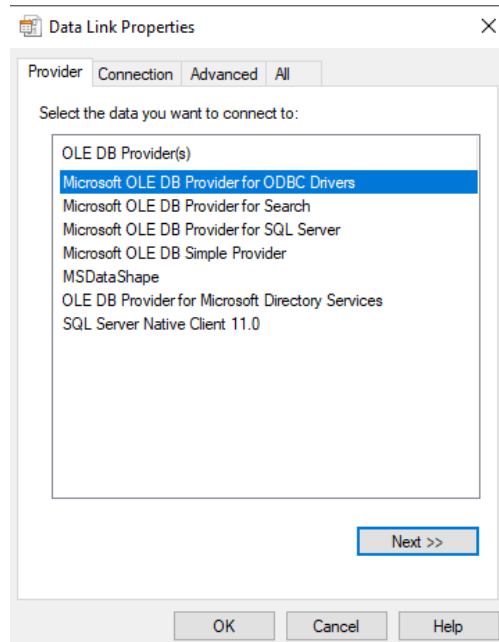 Data Link Properties
Provider Connection Advanced All
Select the data you want to connect to:
OLE DB Provider(s)
Microsoft OLE DB Provider for ODBC Drivers
Microsoft OLE DB Provider for Search
Microsoft OLE DB Provider for SQL Server
Microsoft OLE DB Simple Provider
MSDataShape
OLE DB Provider for Microsoft Directory Services
SQL Server Native Client 11.0
Next >>
OK Cancel Help